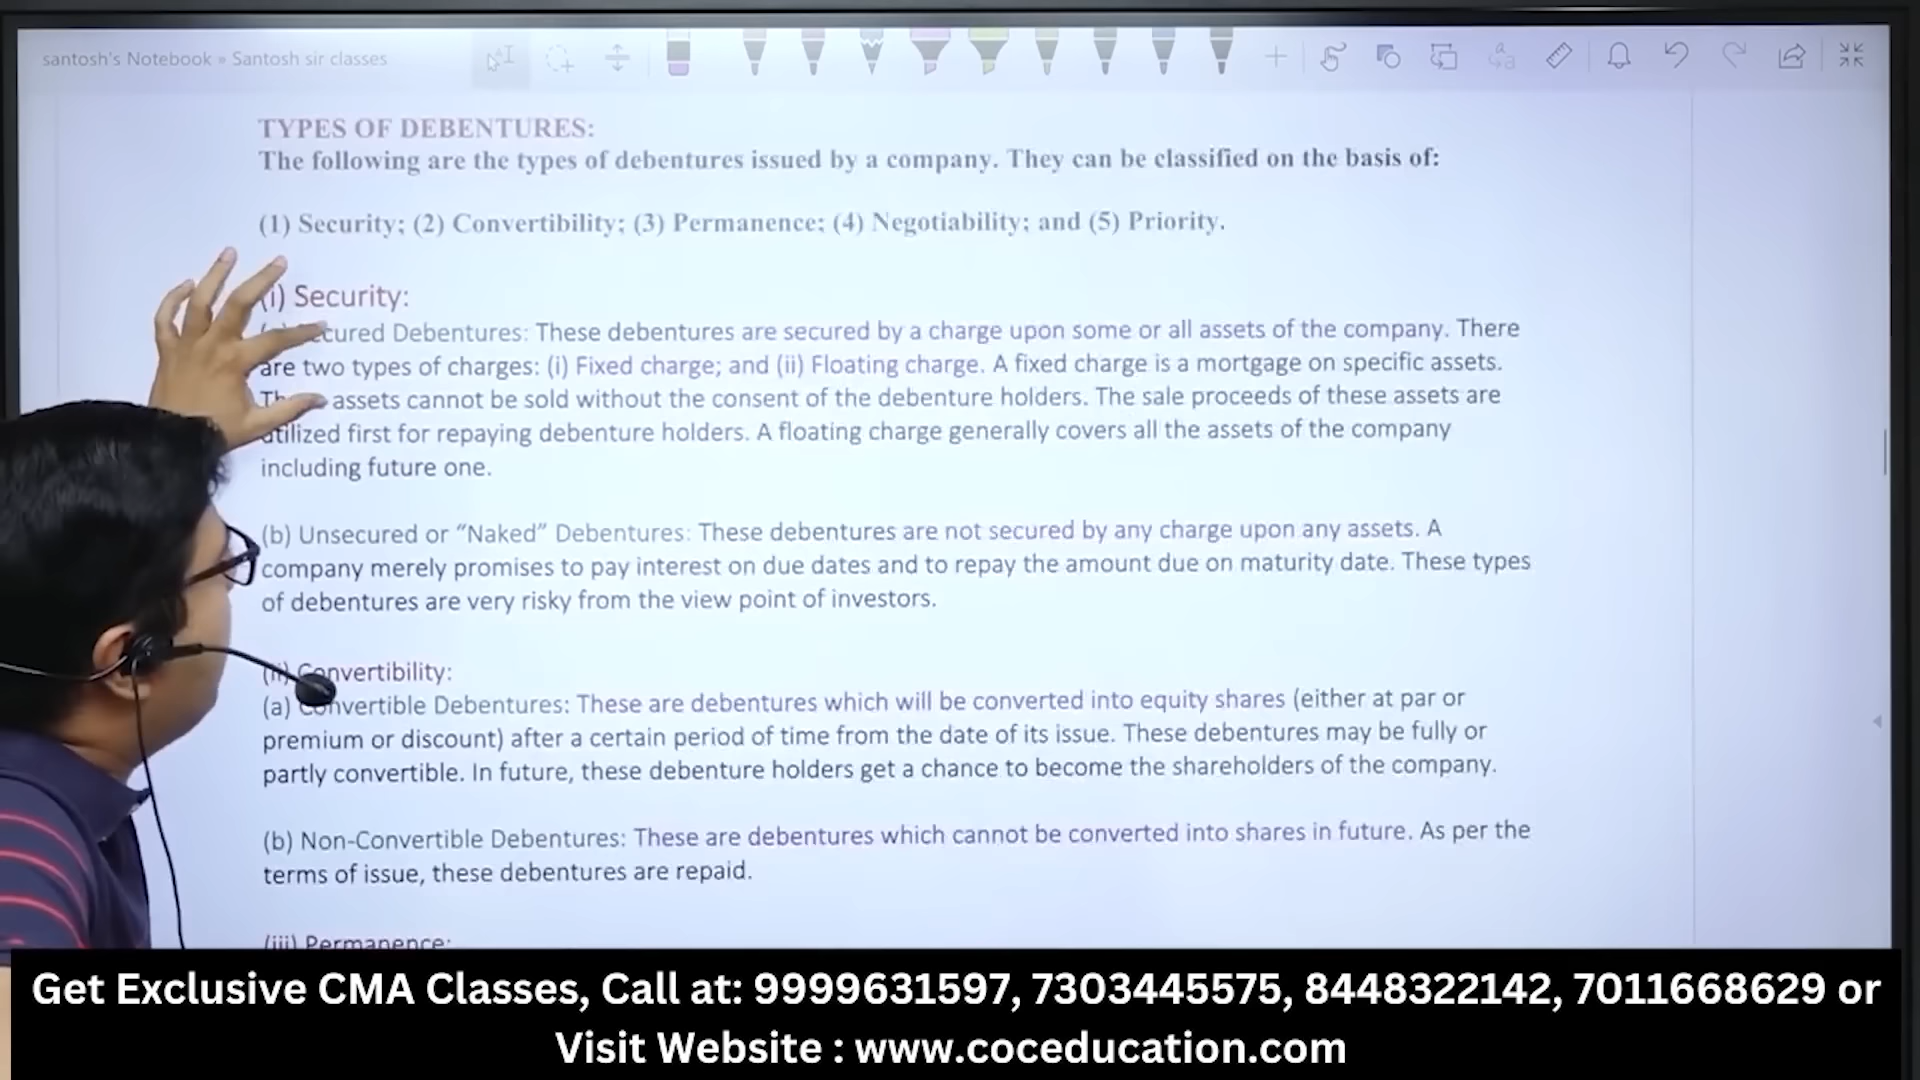 santosh's Notebook » Santosh sir classes
TYPES OF DEBENTURES:
The following are the types of debentures issued by a company. They can be classified on the basis of:
(1) Security; (2) Convertibility; (3) Permanence; (4) Negotiability; and (5) Priority.
(i) Security:
cured Debentures: These debentures are secured by a charge upon some or all assets of the company. There
are two types of charges: (i) Fixed charge; and (ii) Floating charge. A fixed charge is a mortgage on specific assets.
assets cannot be sold without the consent of the debenture holders. The sale proceeds of these assets are
utilized first for repaying debenture holders. A floating charge generally covers all the assets of the company
including future one.
(b) Unsecured or “Naked” Debentures: These debentures are not secured by any charge upon any assets. A
company merely promises to pay interest on due dates and to repay the amount due on maturity date. These types
of debentures are very risky from the view point of investors.
(ii) Convertibility:
(a) Convertible Debentures: These are debentures which will be converted into equity shares (either at par or
premium or discount) after a certain period of time from the date of its issue. These debentures may be fully or
partly convertible. In future, these debenture holders get a chance to become the shareholders of the company.
(b) Non-Convertible Debentures: These are debentures which cannot be converted into shares in future. As per the
terms of issue, these debentures are repaid.
(iii) Permanence:
Get Exclusive CMA Classes, Call at: 9999631597, 7303445575, 8448322142, 7011668629 or
Visit Website : www.coceducation.com